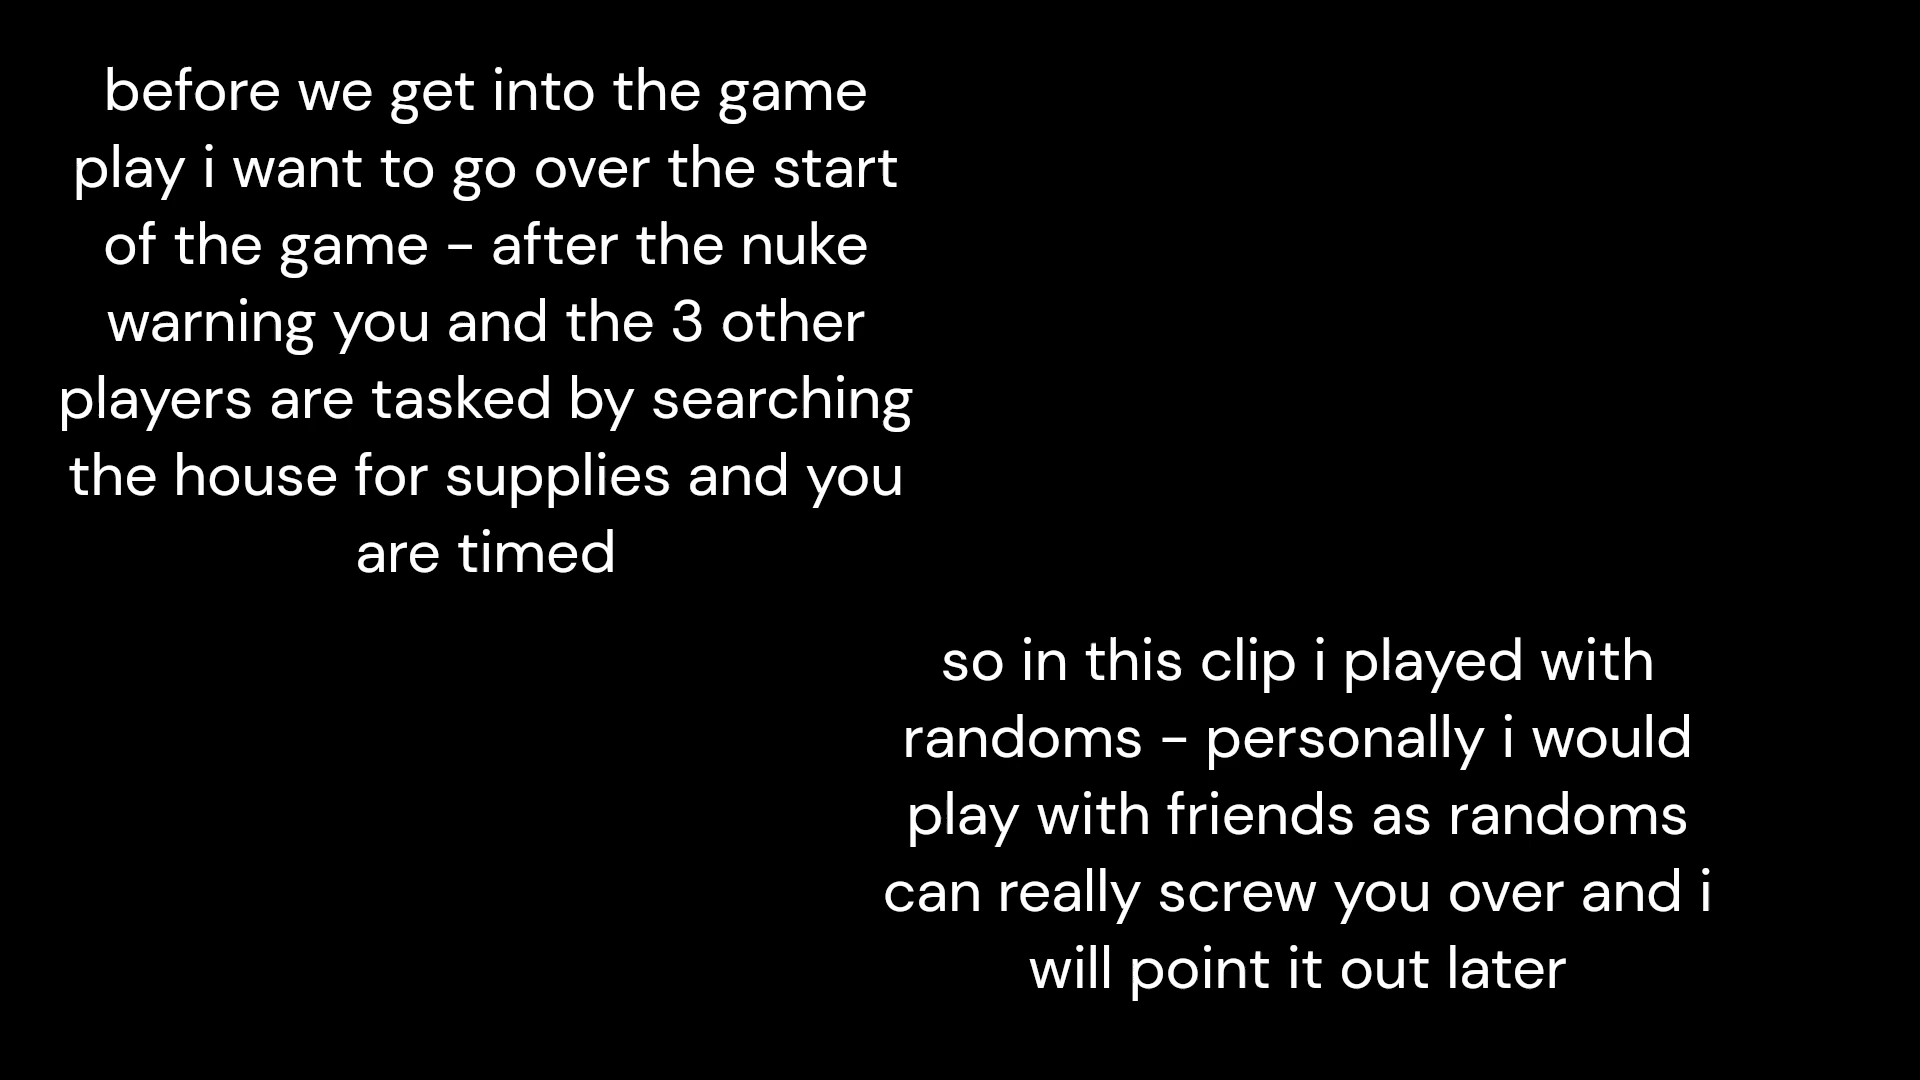 before we get into the game
play i want to go over the start
of the game - after the nuke
warning you and the 3 other
players are tasked by searching
the house for supplies and you
are timed
so in this clip i played with
randoms - personally i would
play with friends as randoms
can really screw you over and i
will point it out later